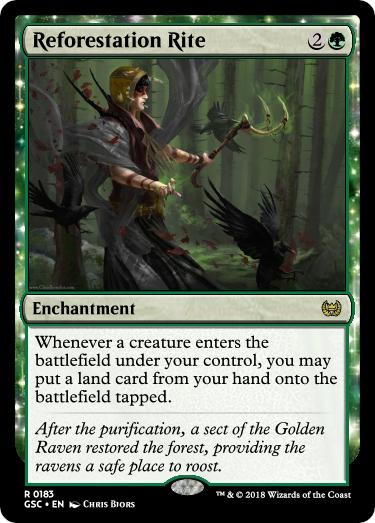 Reforestation Rite 2
Enchantment
Whenever a creature enters the
battlefield under your control, you may
put a land card from your hand onto the
battlefield tapped.
After the purification, a sect of the Golden
Raven restored the forest, providing the
ravens a safe place to roost.
R 0183
GSC • EN Chris Bjors
™ & © 2018 Wizards of the Coast